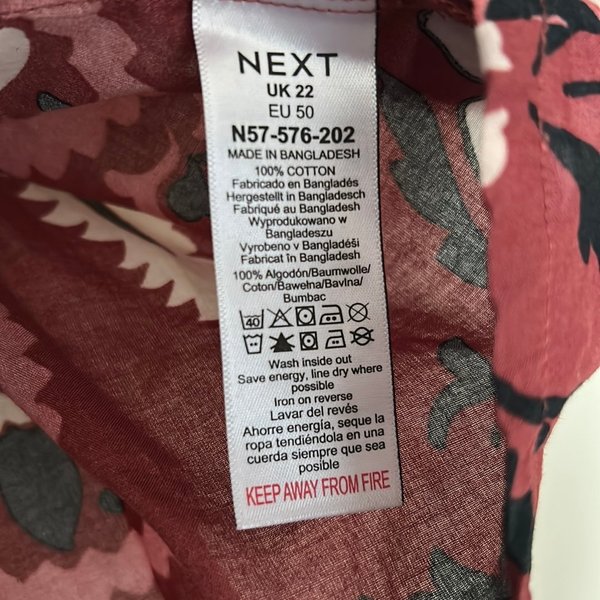 NEXT
UK 22
EU 50
N57-576-202
MADE IN BANGLADESH
100% COTTON
Fabricado en Bangladés
Hergestellt in Bangladesch
Fabriqué au Bangladesh
Wyprodukowano w
Bangladeszu
Vyrobeno v Bangladéši
Fabricat în Bangladesh
100% Algodón/Baumwolle/
Coton/Bawełna/Bavlna/
Bumbac
40
Wash inside out
Save energy, line dry where
possible
Iron on reverse
Lavar del revés
Ahorre energía, seque la
ropa tendiéndola en una
cuerda siempre que sea
posible
KEEP AWAY FROM FIRE